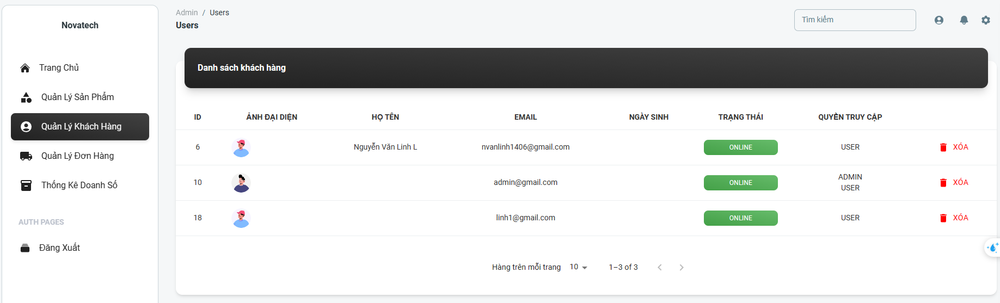 Novatech
Trang Chủ
Quản Lý Sản Phẩm
Quản Lý Khách Hàng
Quản Lý Đơn Hàng
Thống Kê Doanh Số
AUTH PAGES
Đăng Xuất
Admin / Users
Users
Tìm kiếm
Danh sách khách hàng
ID ẢNH ĐẠI DIỆN HỌ TÊN EMAIL NGÀY SINH TRẠNG THÁI QUYỀN TRUY CẬP
6 Nguyễn Văn Linh L nvanlinh1406@gmail.com ONLINE USER XÓA
10 admin@gmail.com ONLINE ADMIN USER XÓA
18 linh1@gmail.com ONLINE USER XÓA
Hàng trên mỗi trang 10 1–3 of 3